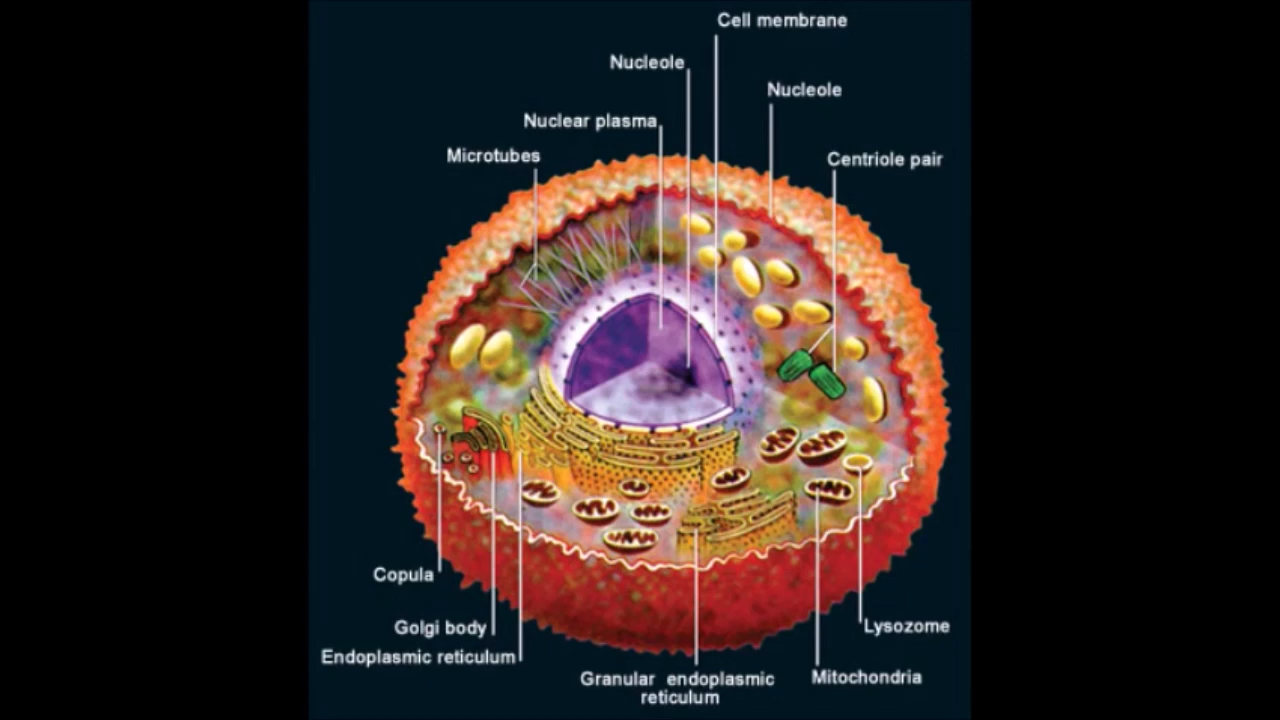 Cell membrane
Nucleole
Nucleole
Nuclear plasma
Microtubes
Centriole pair
Copula
Golgi body
Lysozome
Endoplasmic reticulum
Granular endoplasmic
reticulum
Mitochondria